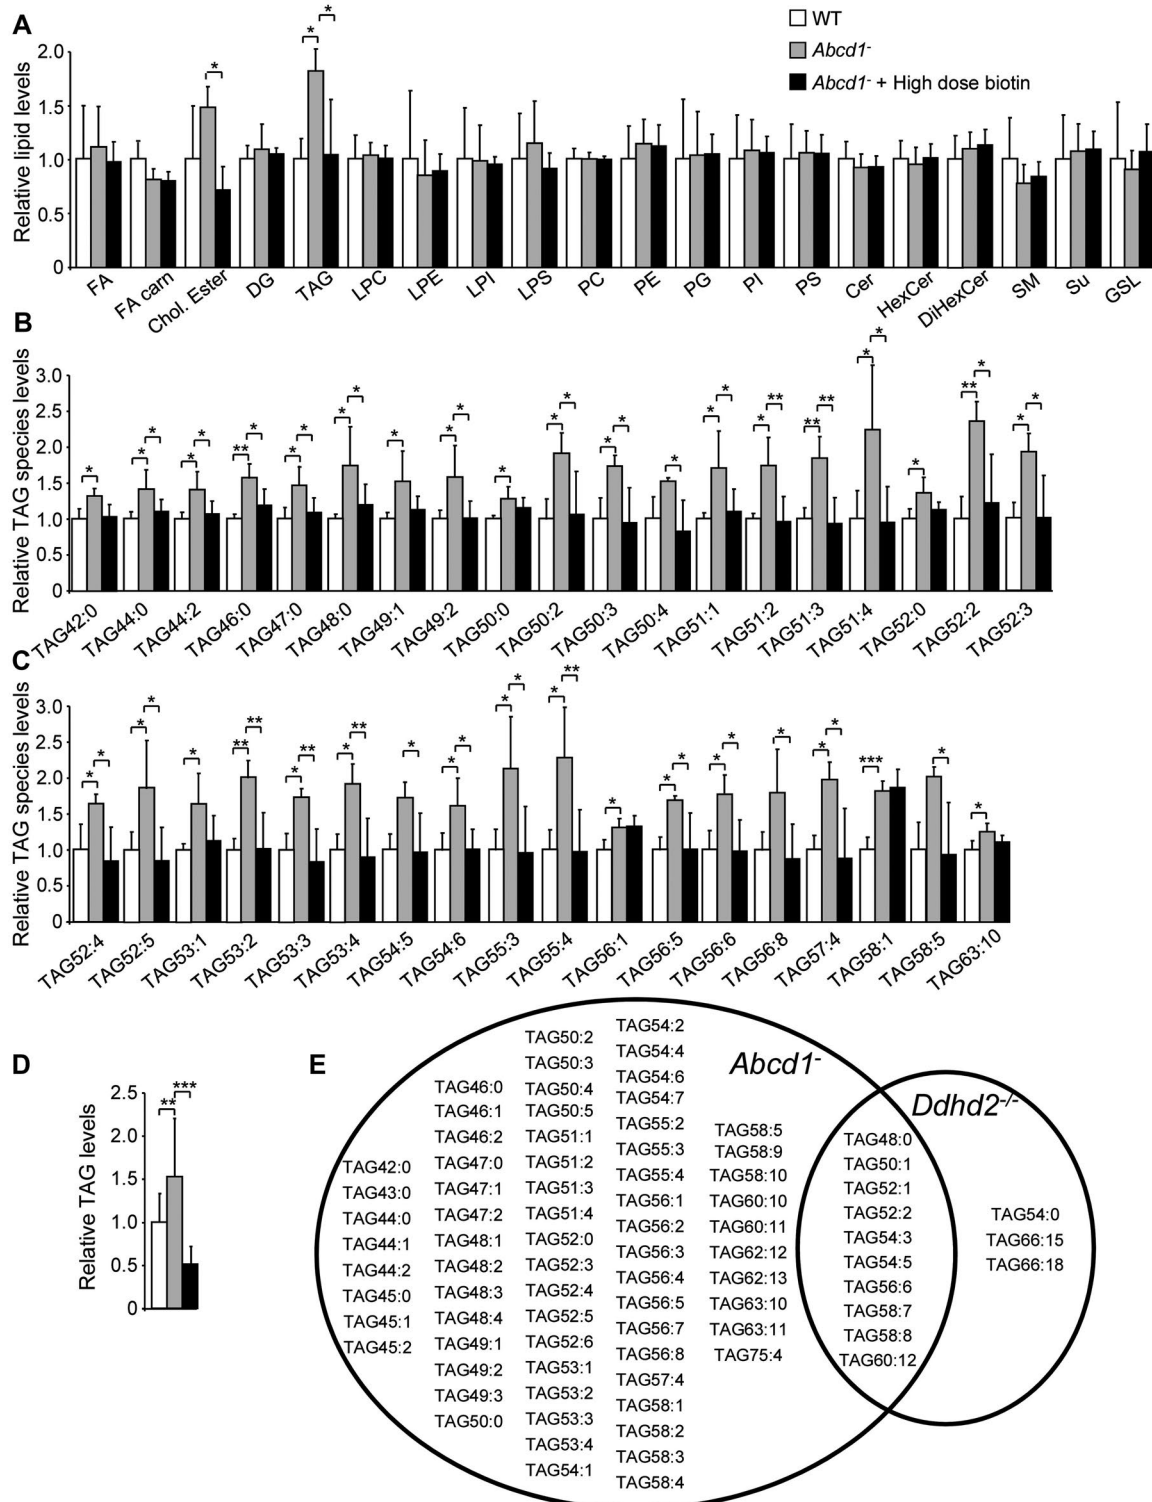 A
WT
Abcd1-
Abcd1- + High dose biotin
Relative lipid levels
2.0
1.5
1.0
0.5
0
* * *
FA FA carn Chol. Ester DG TAG LPC LPE LPI LPS PC PE PG PI PS Cer HexCer DiHexCer SM Su GSL
B
Relative TAG species levels
3.0
2.5
2.0
1.5
1.0
0.5
0
* * * * * ** * * * * * * * * * * * * * * * * * ** ** ** * * * ** * * *
TAG42:0 TAG44:0 TAG44:2 TAG46:0 TAG47:0 TAG48:0 TAG49:1 TAG49:2 TAG50:0 TAG50:2 TAG50:3 TAG50:4 TAG51:1 TAG51:2 TAG51:3 TAG51:4 TAG52:0 TAG52:2 TAG52:3
C
Relative TAG species levels
3.0
2.5
2.0
1.5
1.0
0.5
0
* * * * * ** ** * ** * ** * * * * * * ** * * * * * * * * *** * *
TAG52:4 TAG52:5 TAG53:1 TAG53:2 TAG53:3 TAG53:4 TAG54:5 TAG54:6 TAG55:3 TAG55:4 TAG56:1 TAG56:5 TAG56:6 TAG56:8 TAG57:4 TAG58:1 TAG58:5 TAG63:10
D
Relative TAG levels
2.5
2.0
1.5
1.0
0.5
0
** ***
E
Abcd1-
Ddhd2-/-
TAG42:0
TAG43:0
TAG44:0
TAG44:1
TAG44:2
TAG45:0
TAG45:1
TAG45:2
TAG46:0
TAG46:1
TAG46:2
TAG47:0
TAG47:1
TAG47:2
TAG48:1
TAG48:2
TAG48:3
TAG48:4
TAG49:1
TAG49:2
TAG49:3
TAG50:0
TAG50:2
TAG50:3
TAG50:4
TAG50:5
TAG51:1
TAG51:2
TAG51:3
TAG51:4
TAG52:0
TAG52:3
TAG52:4
TAG52:5
TAG52:6
TAG53:1
TAG53:2
TAG53:3
TAG53:4
TAG54:1
TAG54:2
TAG54:4
TAG54:6
TAG54:7
TAG55:2
TAG55:3
TAG55:4
TAG56:1
TAG56:2
TAG56:3
TAG56:4
TAG56:5
TAG56:7
TAG56:8
TAG57:4
TAG58:1
TAG58:2
TAG58:3
TAG58:4
TAG58:5
TAG58:9
TAG58:10
TAG60:10
TAG60:11
TAG62:12
TAG62:13
TAG63:10
TAG63:11
TAG75:4
TAG48:0
TAG50:1
TAG52:1
TAG52:2
TAG54:3
TAG54:5
TAG56:6
TAG58:7
TAG58:8
TAG60:12
TAG54:0
TAG66:15
TAG66:18